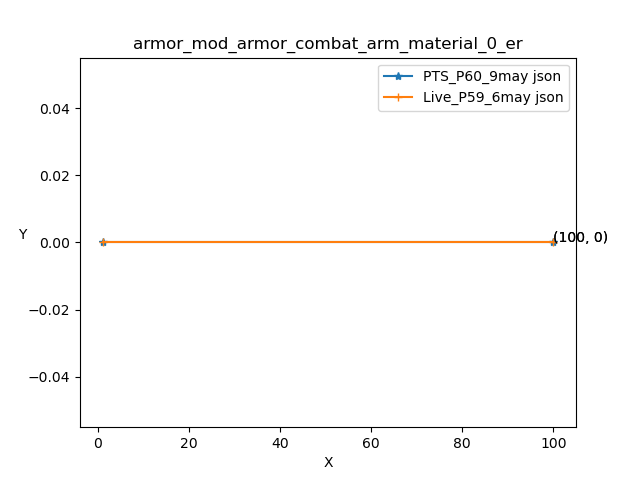 armor_mod_armor_combat_arm_material_0_er
PTS_P60_9may json
Live_P59_6may json
0.04
0.02
0.00
−0.02
−0.04
Y
(100, 0)
0
20
40
60
80
100
X